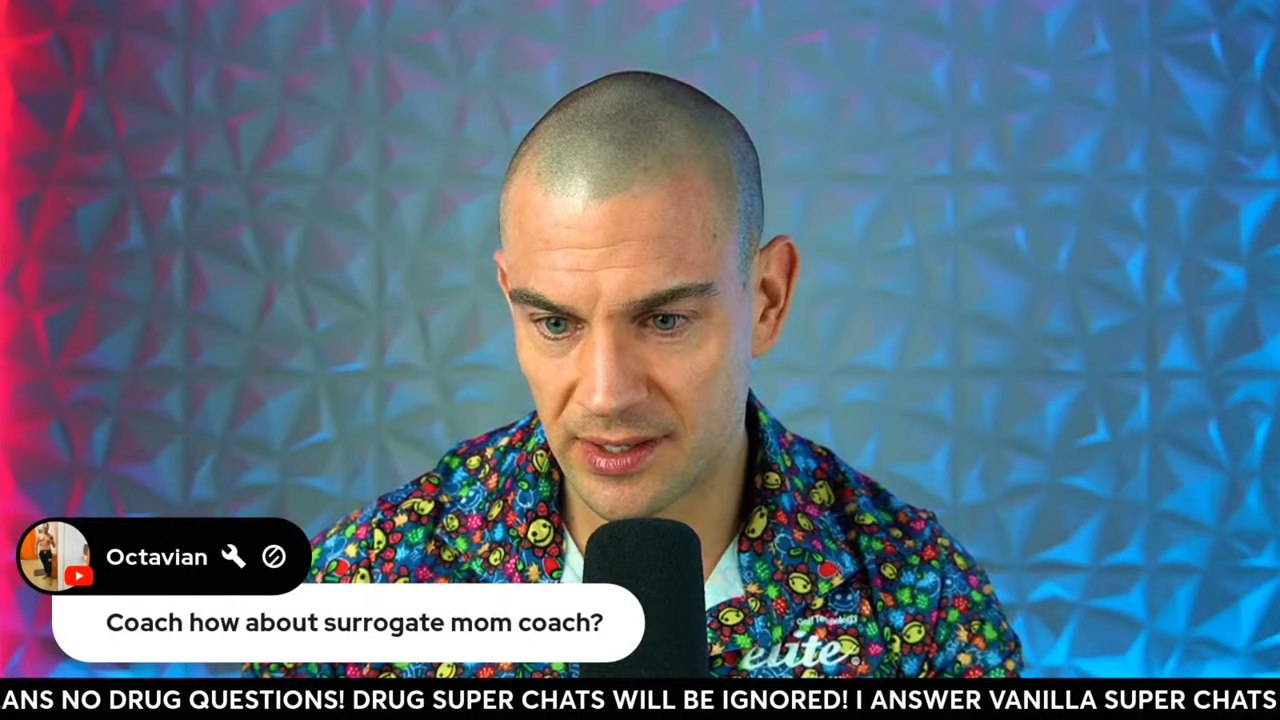 Octavian
Coach how about surrogate mom coach?
elite
ANS NO DRUG QUESTIONS! DRUG SUPER CHATS WILL BE IGNORED! I ANSWER VANILLA SUPER CHATS